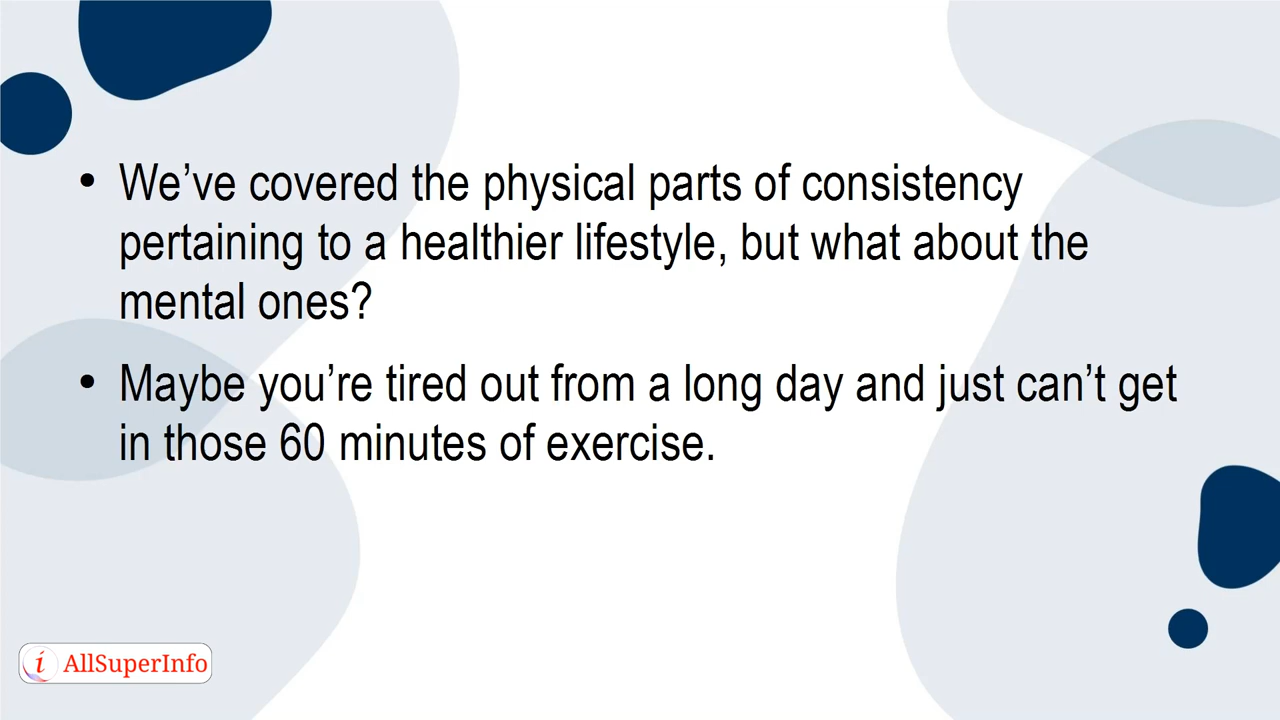 • We’ve covered the physical parts of consistency
pertaining to a healthier lifestyle, but what about the
mental ones?
• Maybe you’re tired out from a long day and just can’t get
in those 60 minutes of exercise.
i AllSuperInfo